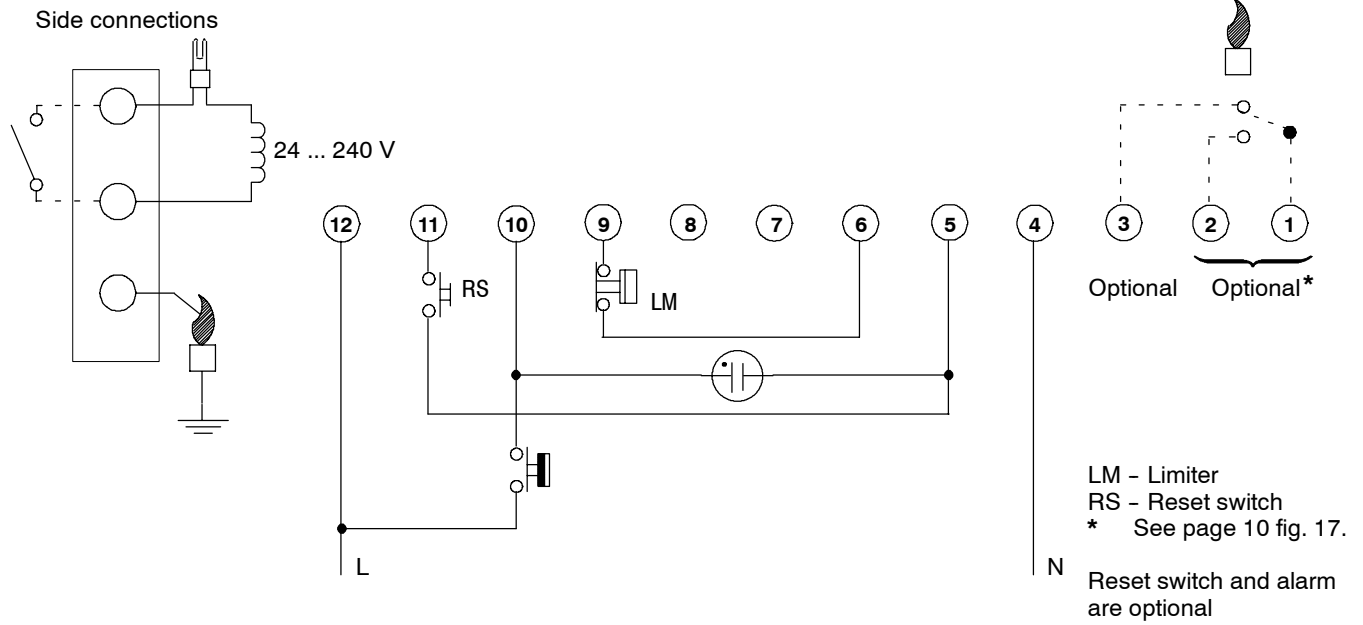 Side connections
24 ... 240 V
12 11 10 9 8 7 6 5 4 3 2 1
RS
LM
Optional Optional*
L
N
LM – Limiter
RS – Reset switch
* See page 10 fig. 17.
Reset switch and alarm
are optional